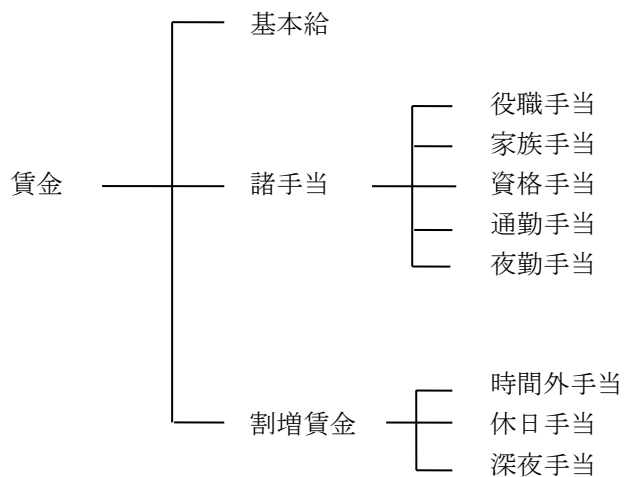 基本給
賃金
諸手当
役職手当
家族手当
資格手当
通勤手当
夜勤手当
割増賃金
時間外手当
休日手当
深夜手当